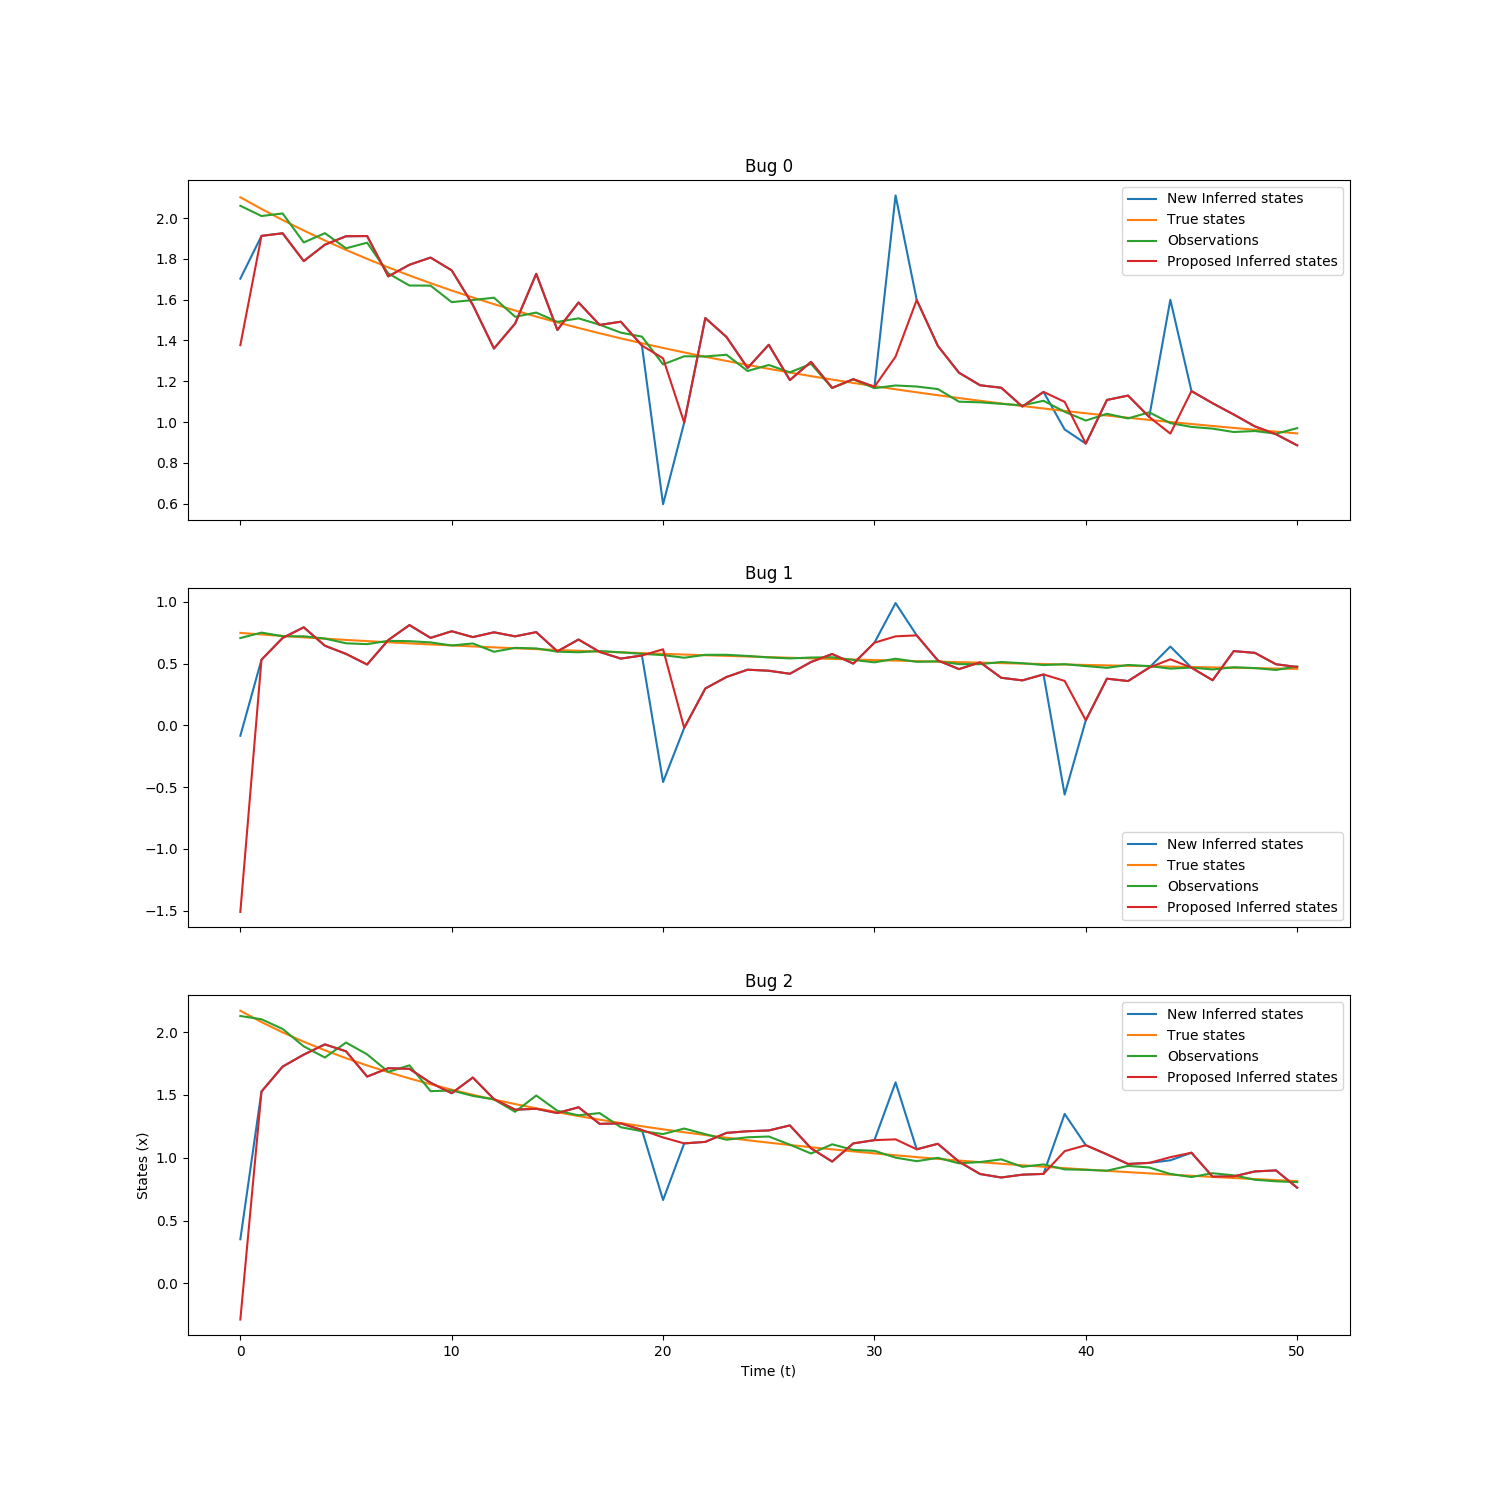 Bug 0
New Inferred states
True states
Observations
Proposed Inferred states
2.0
1.8
1.6
1.4
1.2
1.0
0.8
0.6
Bug 1
1.0
0.5
0.0
−0.5
−1.0
−1.5
New Inferred states
True states
Observations
Proposed Inferred states
Bug 2
New Inferred states
True states
Observations
Proposed Inferred states
2.0
1.5
1.0
0.5
0.0
States (x)
0 10 20 30 40 50
Time (t)